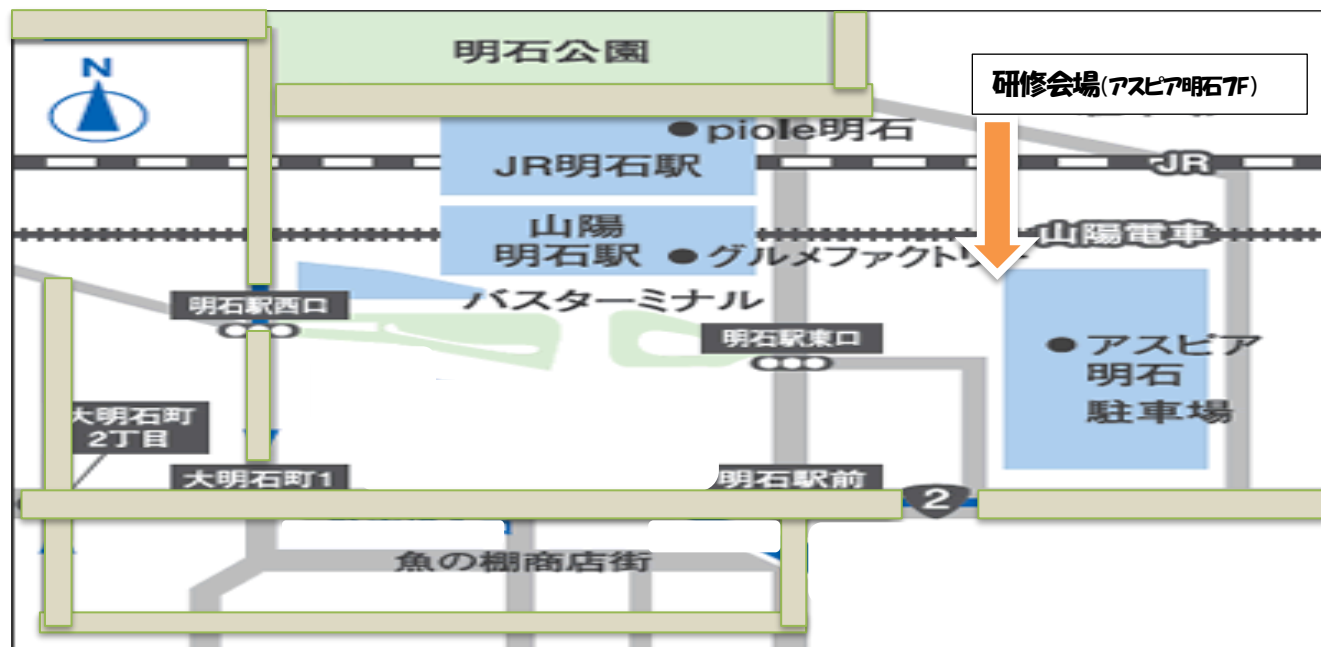 明石公園
N
研修会場(アスピア明石7F)
piole明石
JR明石駅
JR
山陽
明石駅
山陽電車
グルメファクトリー
バスターミナル
明石駅西口
明石駅東口
アスピア
明石
駐車場
大明石町
2丁目
大明石町1
明石駅前
2
魚の棚商店街